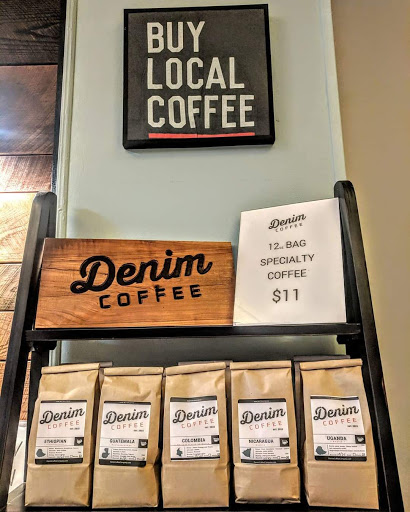 BUY
LOCAL
COFFEE
Denim
COFFEE
Denim
COFFEE
12oz BAG
SPECIALTY
COFFEE
$11
Denim
COFFEE
ETHIOPIAN
Denim
COFFEE
GUATEMALA
Denim
COFFEE
COLOMBIA
Denim
COFFEE
NICARAGUA
Denim
COFFEE
UGANDA